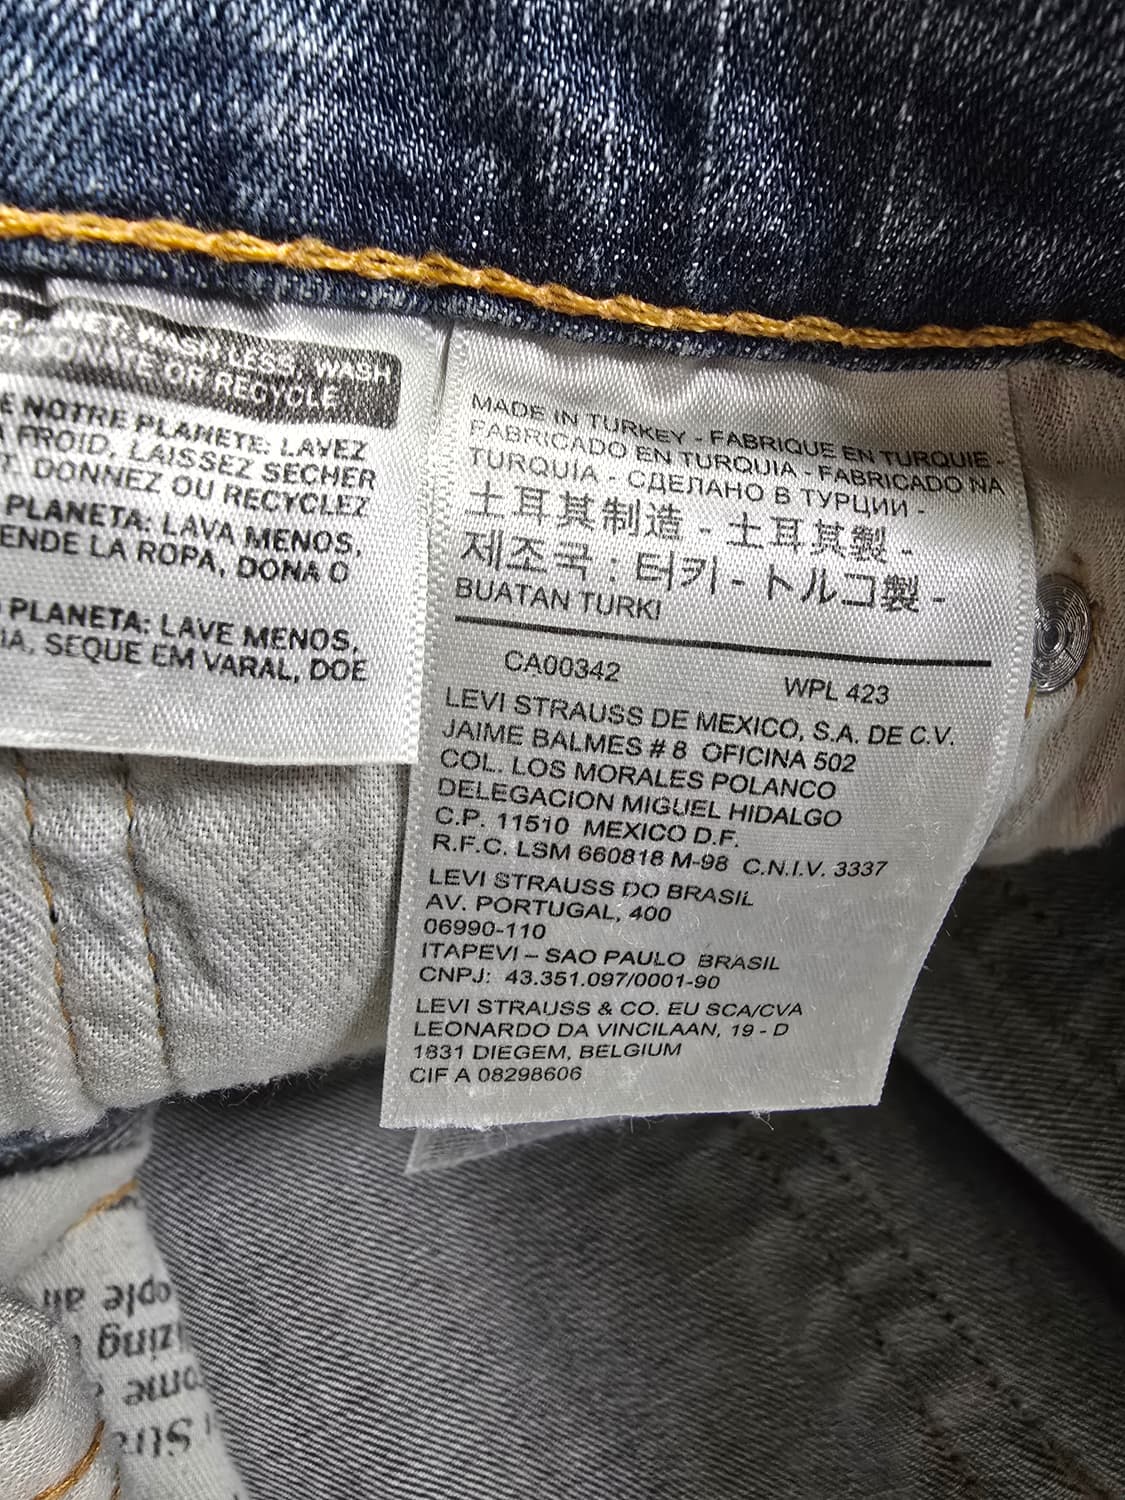 NET: WASH LESS, WASH
DONATE OR RECYCLE
NOTRE PLANETE: LAVEZ
FROID, LAISSEZ SECHER
DONNEZ OU RECYCLEZ
PLANETA: LAVA MENOS,
LA ROPA, DONA O
PLANETA: LAVE MENOS,
SEQUE EM VARAL, DOE
MADE IN TURKEY - FABRIQUE EN TURQUIE -
FABRICADO EN TURQUIA - FABRICADO NA
TURQUIA - СДЕЛАНО В ТУРЦИИ -
土耳其制造 - 土耳其製 -
제조국 : 터키 - トルコ製 -
BUATAN TURKI
CA00342 WPL 423
LEVI STRAUSS DE MEXICO, S.A. DE C.V.
JAIME BALMES # 8 OFICINA 502
COL. LOS MORALES POLANCO
DELEGACION MIGUEL HIDALGO
C.P. 11510 MEXICO D.F.
R.F.C. LSM 660818 M-98 C.N.I.V. 3337
LEVI STRAUSS DO BRASIL
AV. PORTUGAL, 400
06990-110
ITAPEVI – SAO PAULO BRASIL
CNPJ: 43.351.097/0001-90
LEVI STRAUSS & CO. EU SCA/CVA
LEONARDO DA VINCILAAN, 19 - D
1831 DIEGEM, BELGIUM
CIF A 08298606